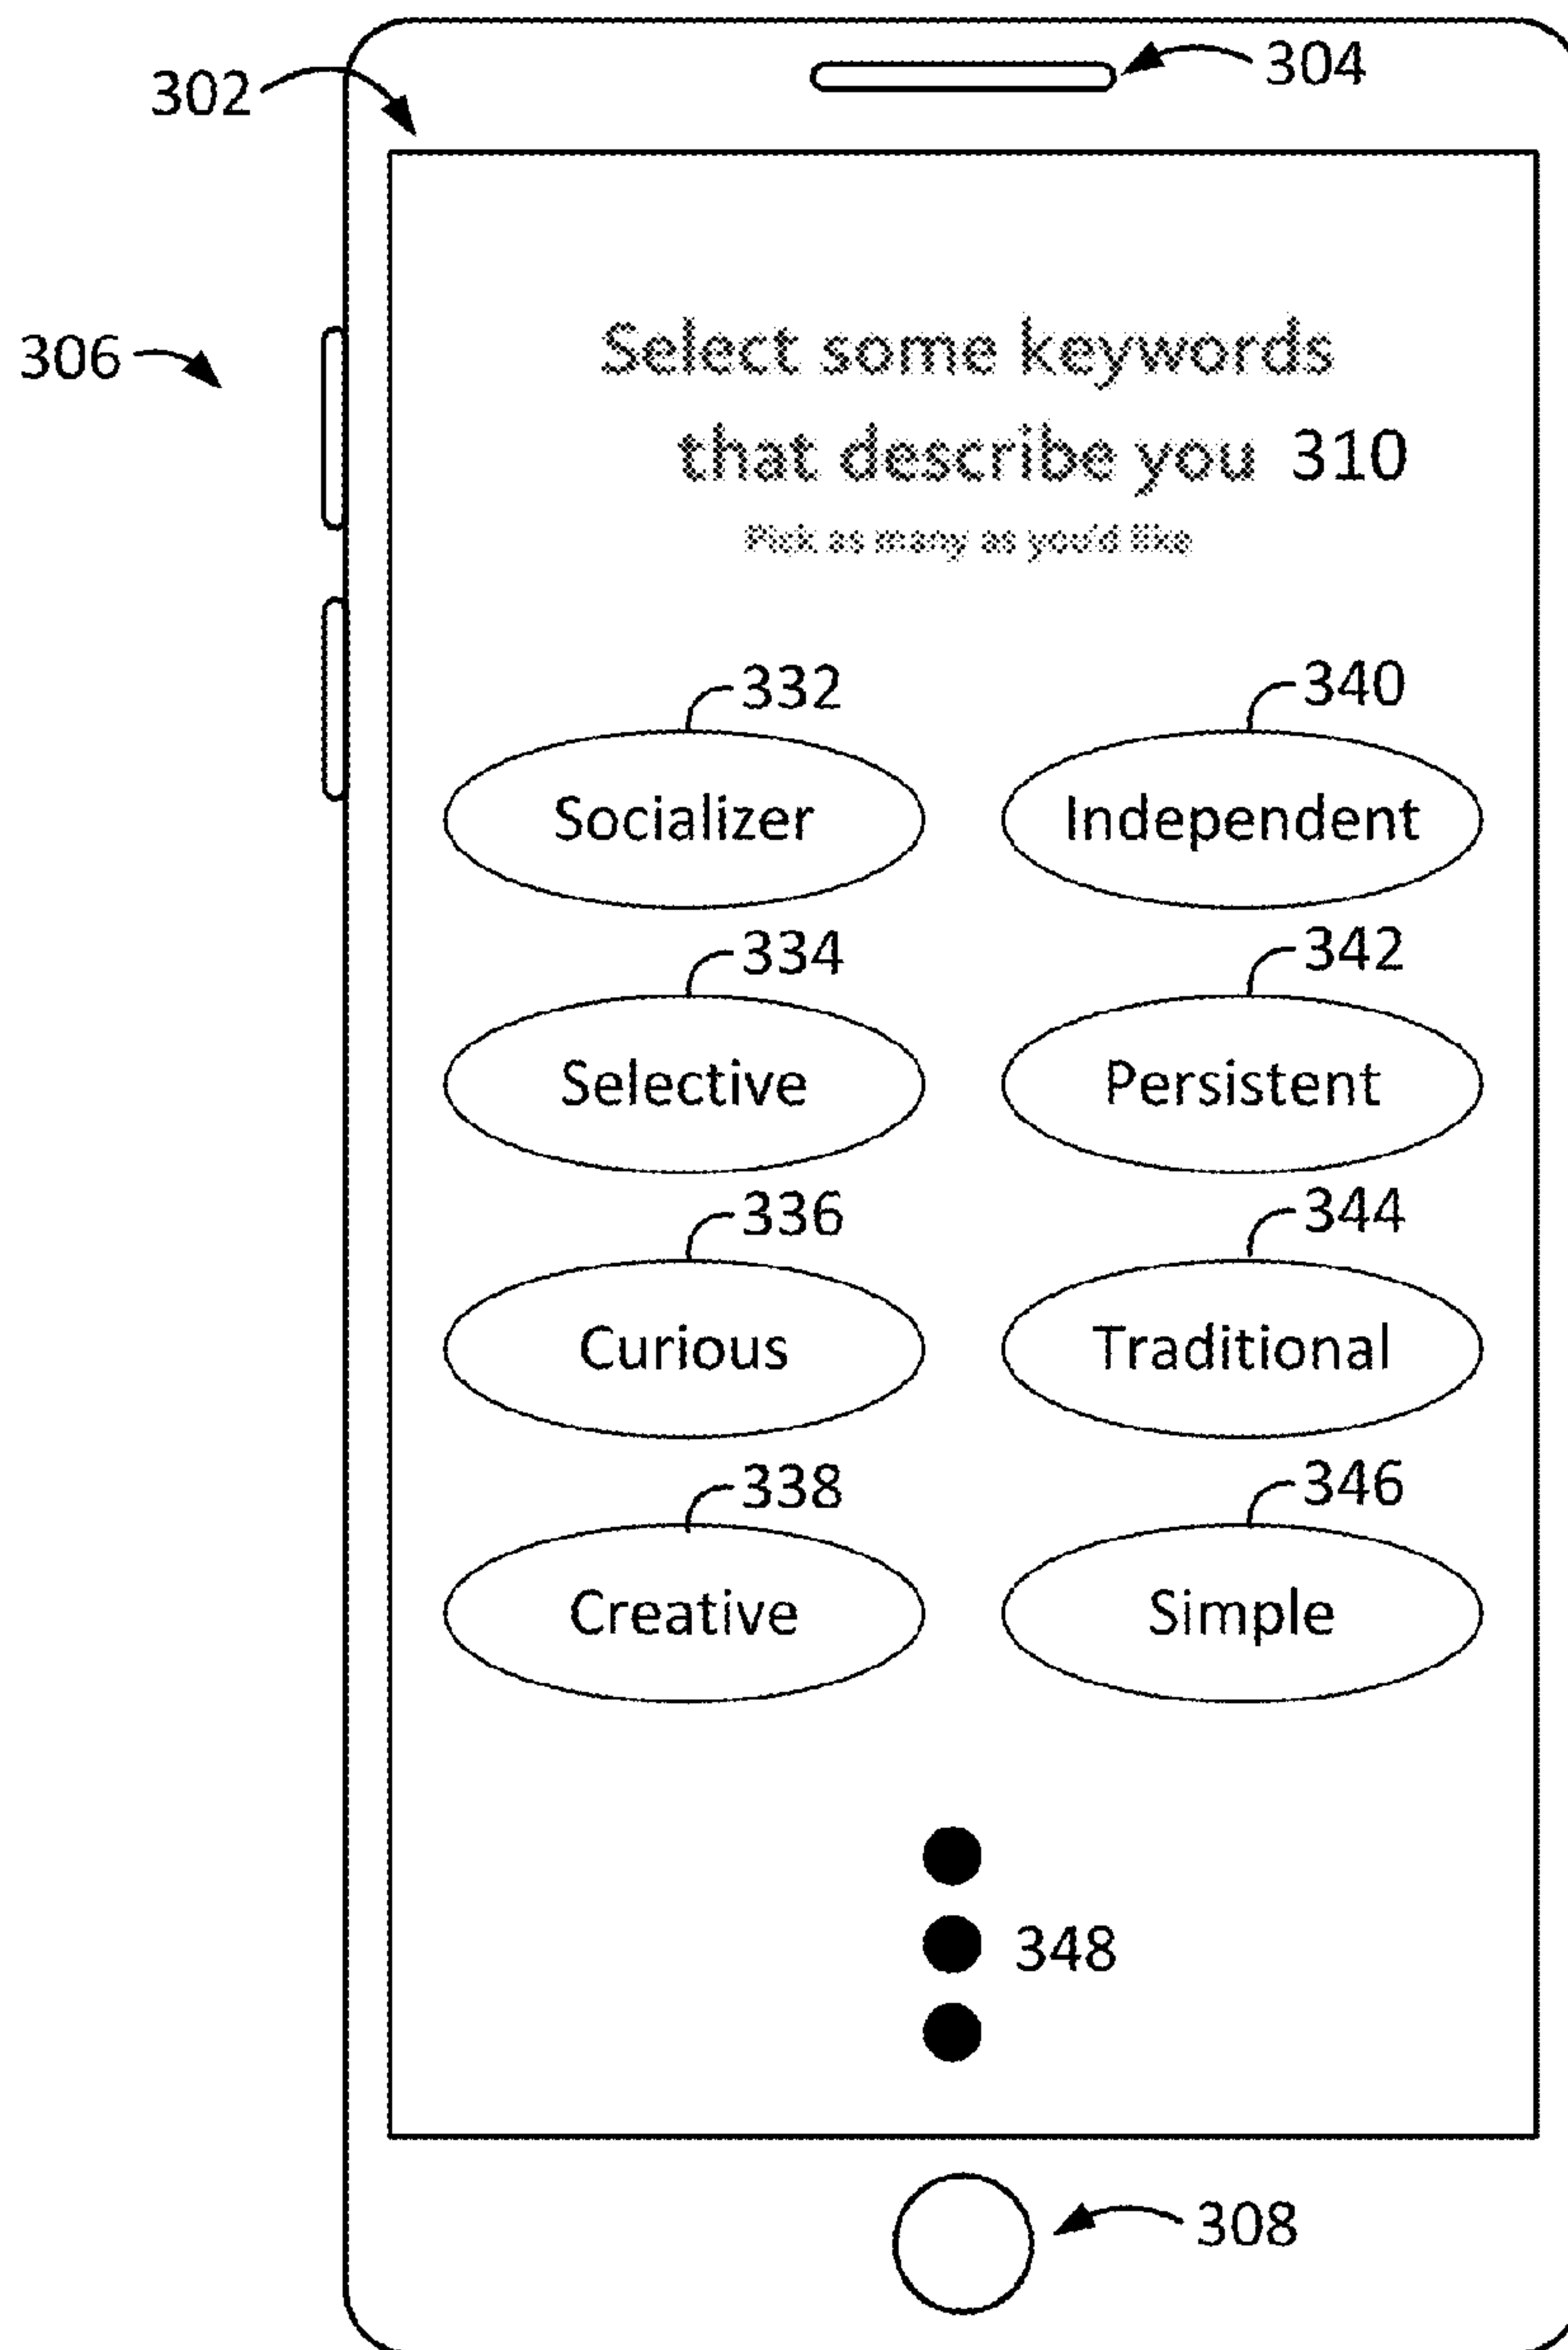 304
302
306
Select some keywords
that describe you 310
Pick as many as you'd like
332 340
Socializer Independent
334 342
Selective Persistent
336 344
Curious Traditional
338 346
Creative Simple
348
308